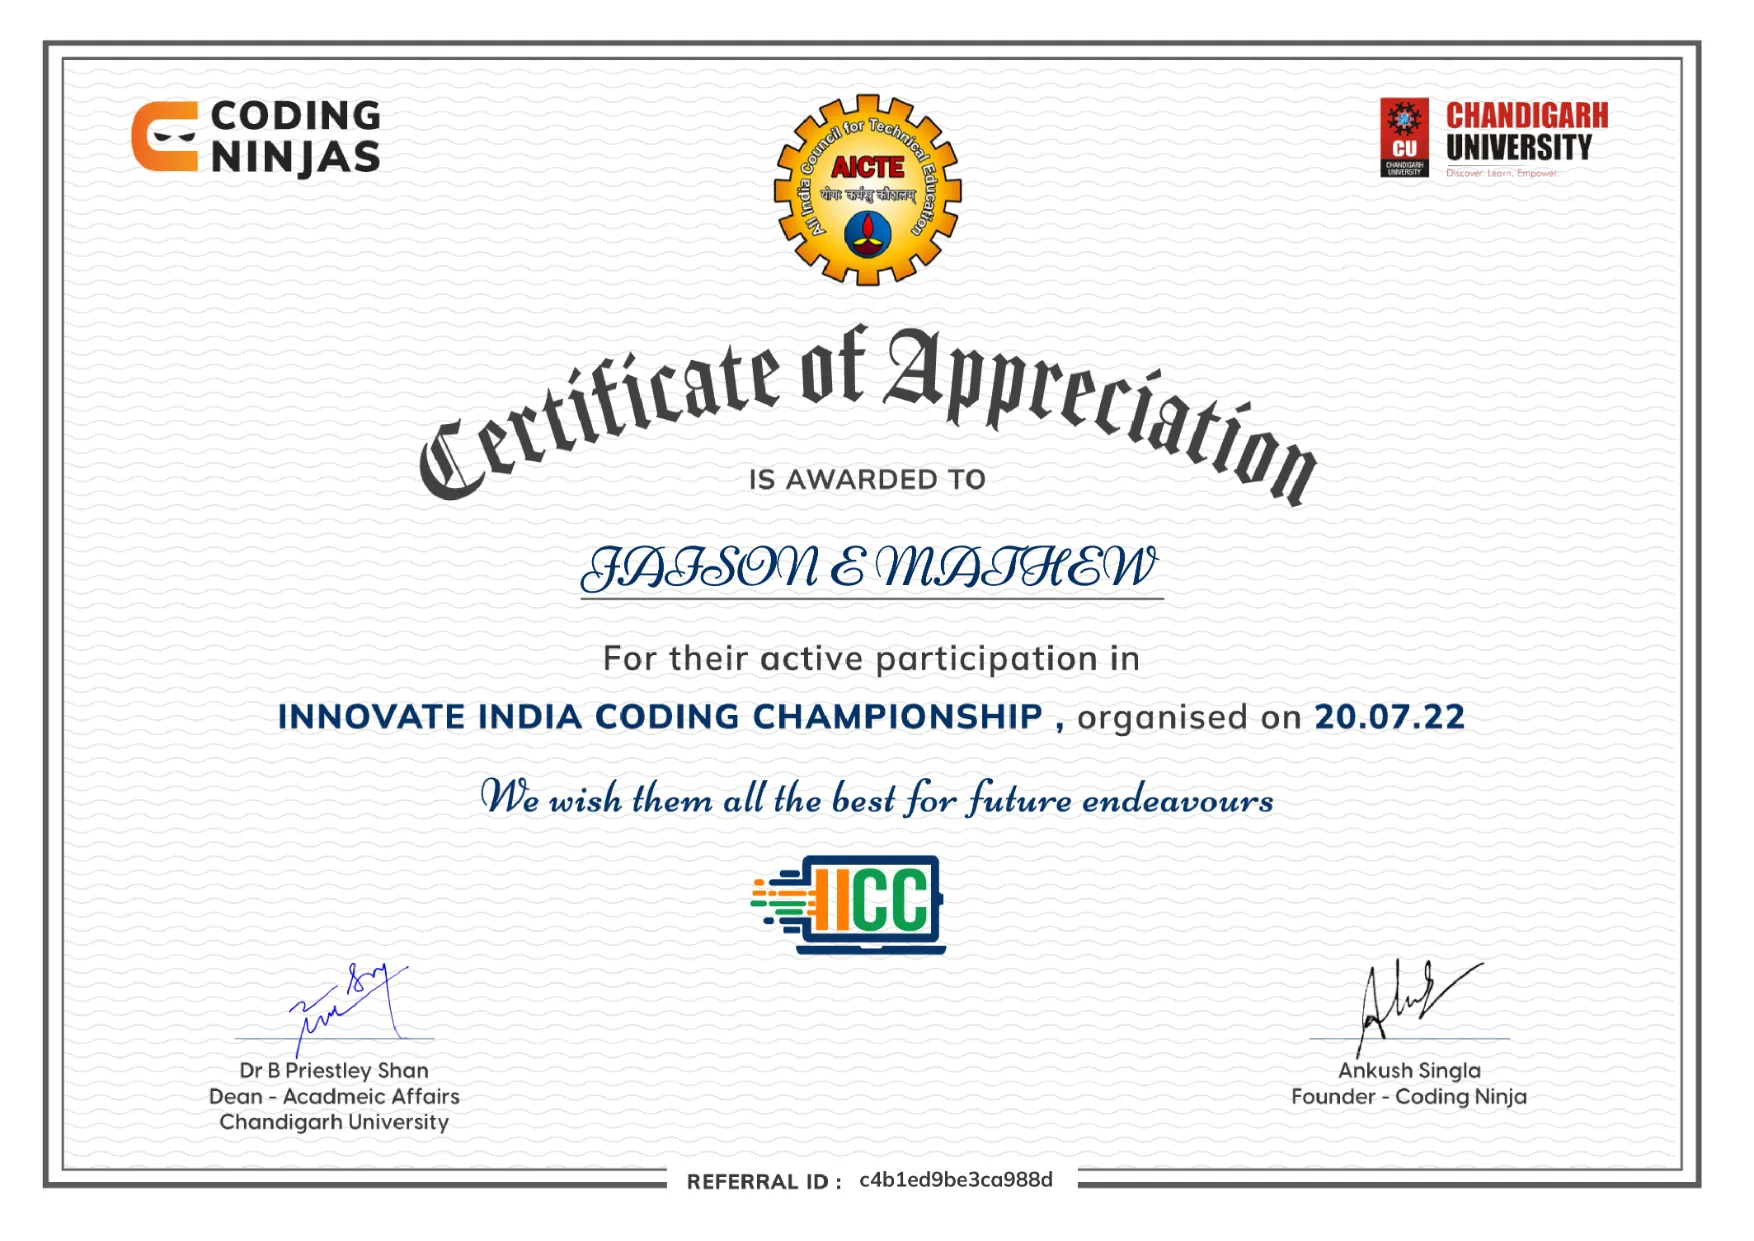 CODING
NINJAS
All India Council for Technical Education
AICTE
योगः कर्मसु कौशलम्
CU
CHANDIGARH
UNIVERSITY
CHANDIGARH
UNIVERSITY
Discover. Learn. Empower.
Certificate of Appreciation
IS AWARDED TO
JAISON E MATHEW
For their active participation in
INNOVATE INDIA CODING CHAMPIONSHIP , organised on 20.07.22
We wish them all the best for future endeavours
IICC
Dr B Priestley Shan
Dean - Acadmeic Affairs
Chandigarh University
Ankush Singla
Founder - Coding Ninja
REFERRAL ID : c4b1ed9be3ca988d